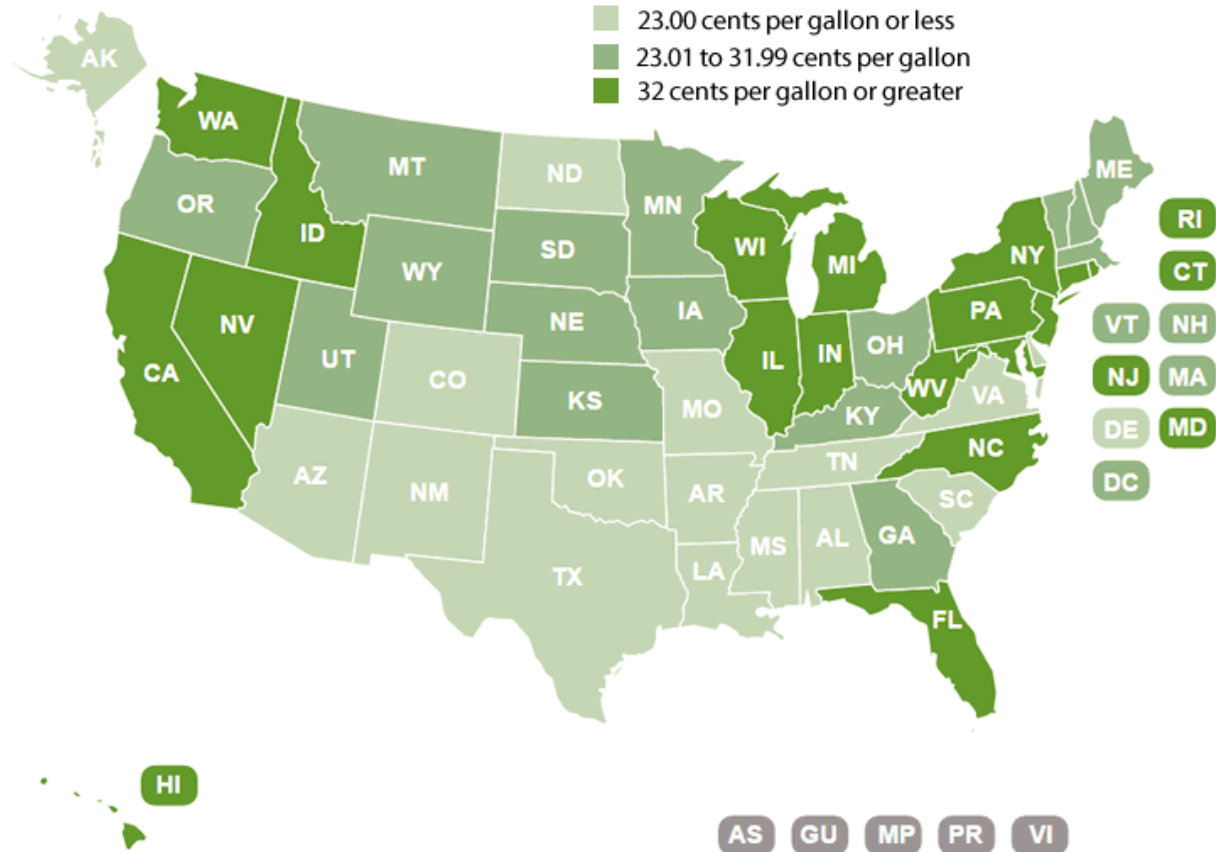 23.00 cents per gallon or less
23.01 to 31.99 cents per gallon
32 cents per gallon or greater
AK
WA
MT
ND
MN
ME
OR
ID
SD
WI
MI
NY
RI
WY
CT
NV
NE
IA
PA
VT
NH
UT
CO
IL
IN
OH
CA
KS
MO
WV
VA
NJ
MA
KY
DE
MD
AZ
NM
OK
AR
TN
NC
DC
SC
TX
LA
MS
AL
GA
FL
HI
AS
GU
MP
PR
VI